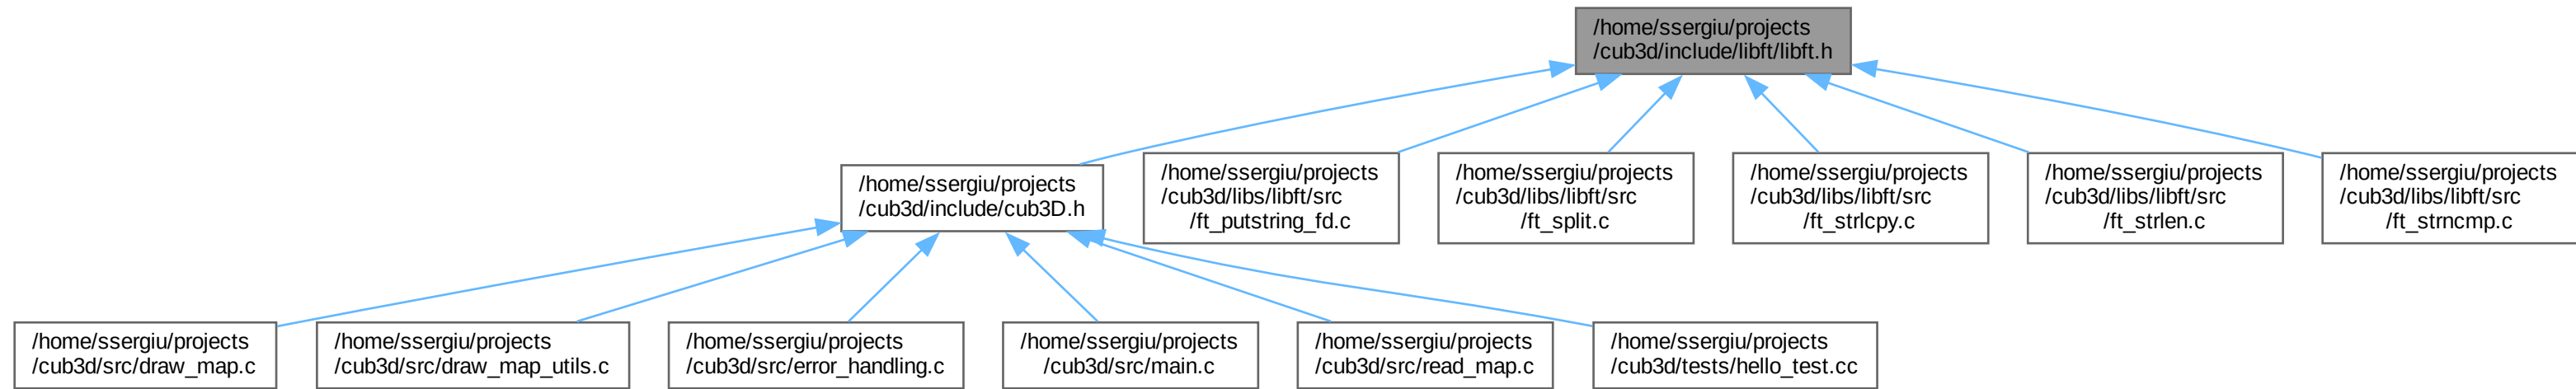 /home/ssergiu/projects
/cub3d/include/libft/libft.h
/home/ssergiu/projects
/cub3d/include/cub3D.h
/home/ssergiu/projects
/cub3d/libs/libft/src
/ft_putstring_fd.c
/home/ssergiu/projects
/cub3d/libs/libft/src
/ft_split.c
/home/ssergiu/projects
/cub3d/libs/libft/src
/ft_strlcpy.c
/home/ssergiu/projects
/cub3d/libs/libft/src
/ft_strlen.c
/home/ssergiu/projects
/cub3d/libs/libft/src
/ft_strncmp.c
/home/ssergiu/projects
/cub3d/src/draw_map.c
/home/ssergiu/projects
/cub3d/src/draw_map_utils.c
/home/ssergiu/projects
/cub3d/src/error_handling.c
/home/ssergiu/projects
/cub3d/src/main.c
/home/ssergiu/projects
/cub3d/src/read_map.c
/home/ssergiu/projects
/cub3d/tests/hello_test.cc